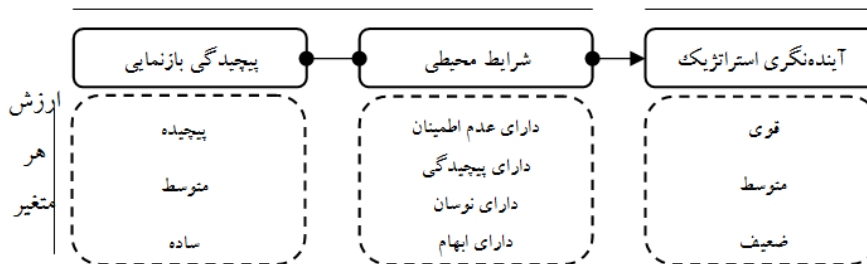 آینده‌نگری استراتژیک
شرایط محیطی
پیچیدگی بازنمایی
قوی
متوسط
ضعیف
دارای عدم اطمینان
دارای پیچیدگی
دارای نوسان
دارای ابهام
پیچیده
متوسط
ساده
ارزش
هر
متغیر